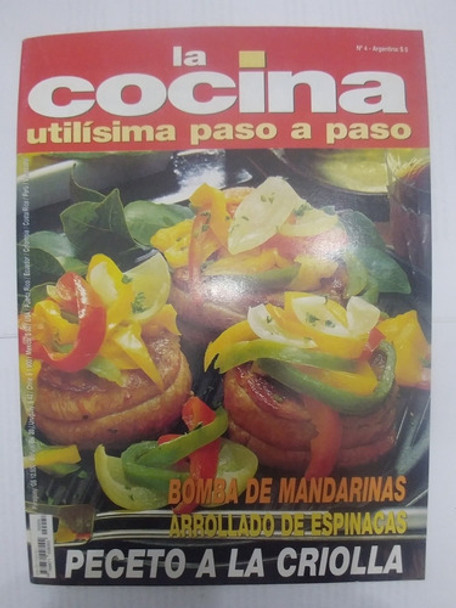 la
Nº 4 - Argentina $ 5
cocina
utilísima paso a paso
BOMBA DE MANDARINAS
ARROLLADO DE ESPINACAS
PECETO A LA CRIOLLA